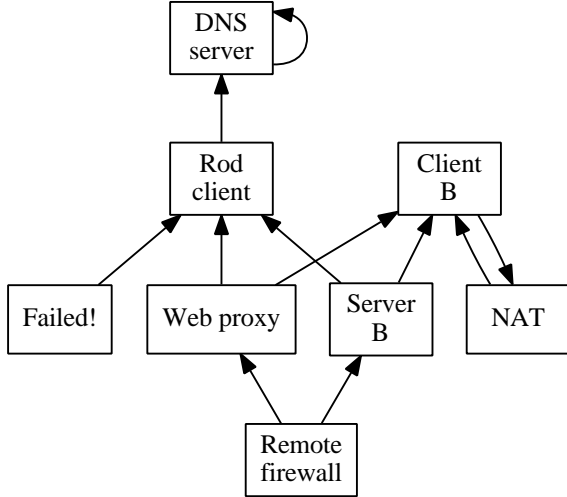 DNS
server
Rod
client
Client
B
Failed!
Web proxy
Server
B
NAT
Remote
firewall